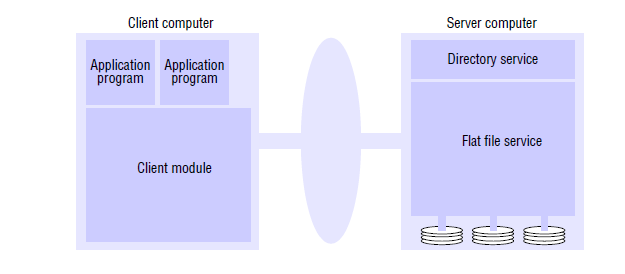 Client computer
Application
program
Application
program
Client module
Server computer
Directory service
Flat file service